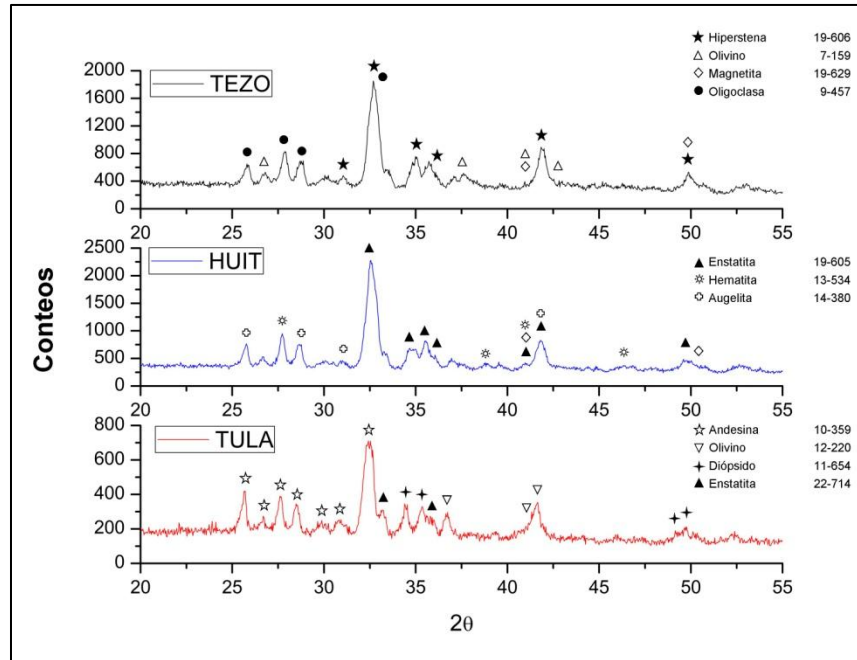 Conteos
TEZO
2000
1600
1200
800
400
0
20 25 30 35 40 45 50 55
Hiperstena 19-606
Olivino 7-159
Magnetita 19-629
Oligoclasa 9-457
HUIT
2500
2000
1500
1000
500
0
20 25 30 35 40 45 50 55
Enstatita 19-605
Hematita 13-534
Augelita 14-380
TULA
800
600
400
200
0
20 25 30 35 40 45 50 55
Andesina 10-359
Olivino 12-220
Diópsido 11-654
Enstatita 22-714
2θ